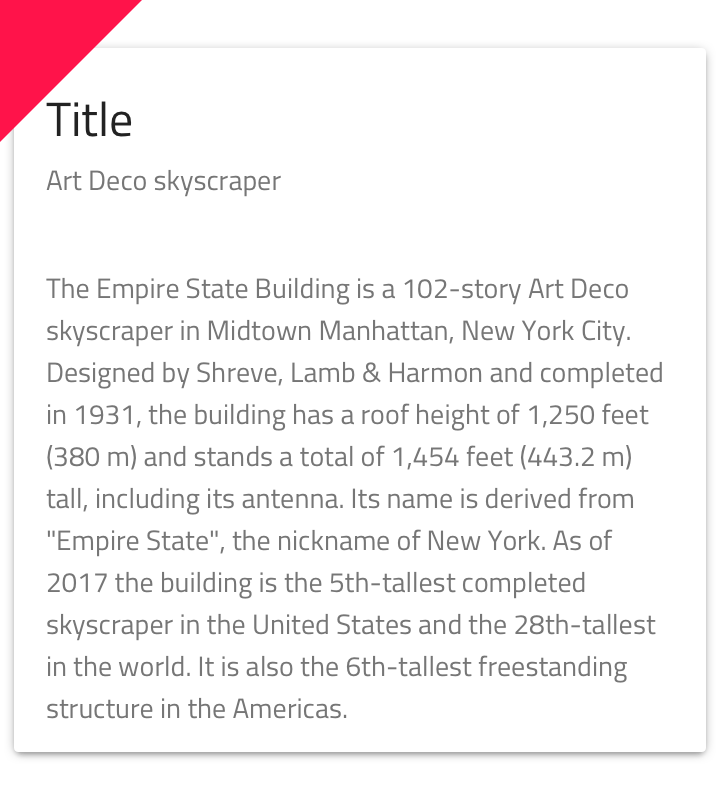 Title
Art Deco skyscraper
The Empire State Building is a 102-story Art Deco
skyscraper in Midtown Manhattan, New York City.
Designed by Shreve, Lamb & Harmon and completed
in 1931, the building has a roof height of 1,250 feet
(380 m) and stands a total of 1,454 feet (443.2 m)
tall, including its antenna. Its name is derived from
"Empire State", the nickname of New York. As of
2017 the building is the 5th-tallest completed
skyscraper in the United States and the 28th-tallest
in the world. It is also the 6th-tallest freestanding
structure in the Americas.